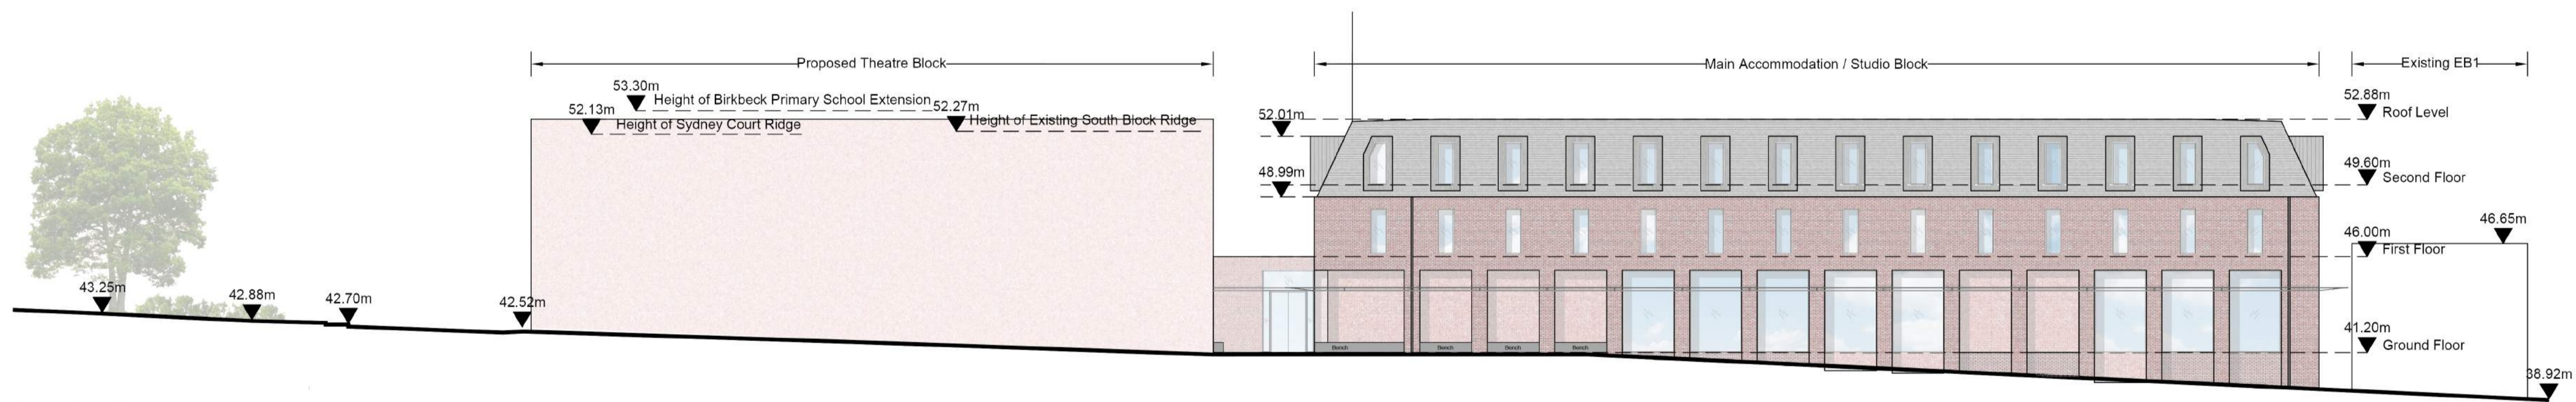 Proposed Theatre Block
Main Accommodation / Studio Block
Existing EB1
53.30m
Height of Birkbeck Primary School Extension
52.13m
Height of Sydney Court Ridge
52.27m
Height of Existing South Block Ridge
52.01m
48.99m
52.88m
Roof Level
49.60m
Second Floor
46.65m
46.00m
First Floor
43.25m
42.88m
42.70m
42.52m
41.20m
Ground Floor
Bench
Bench
Bench
Bench
38.92m